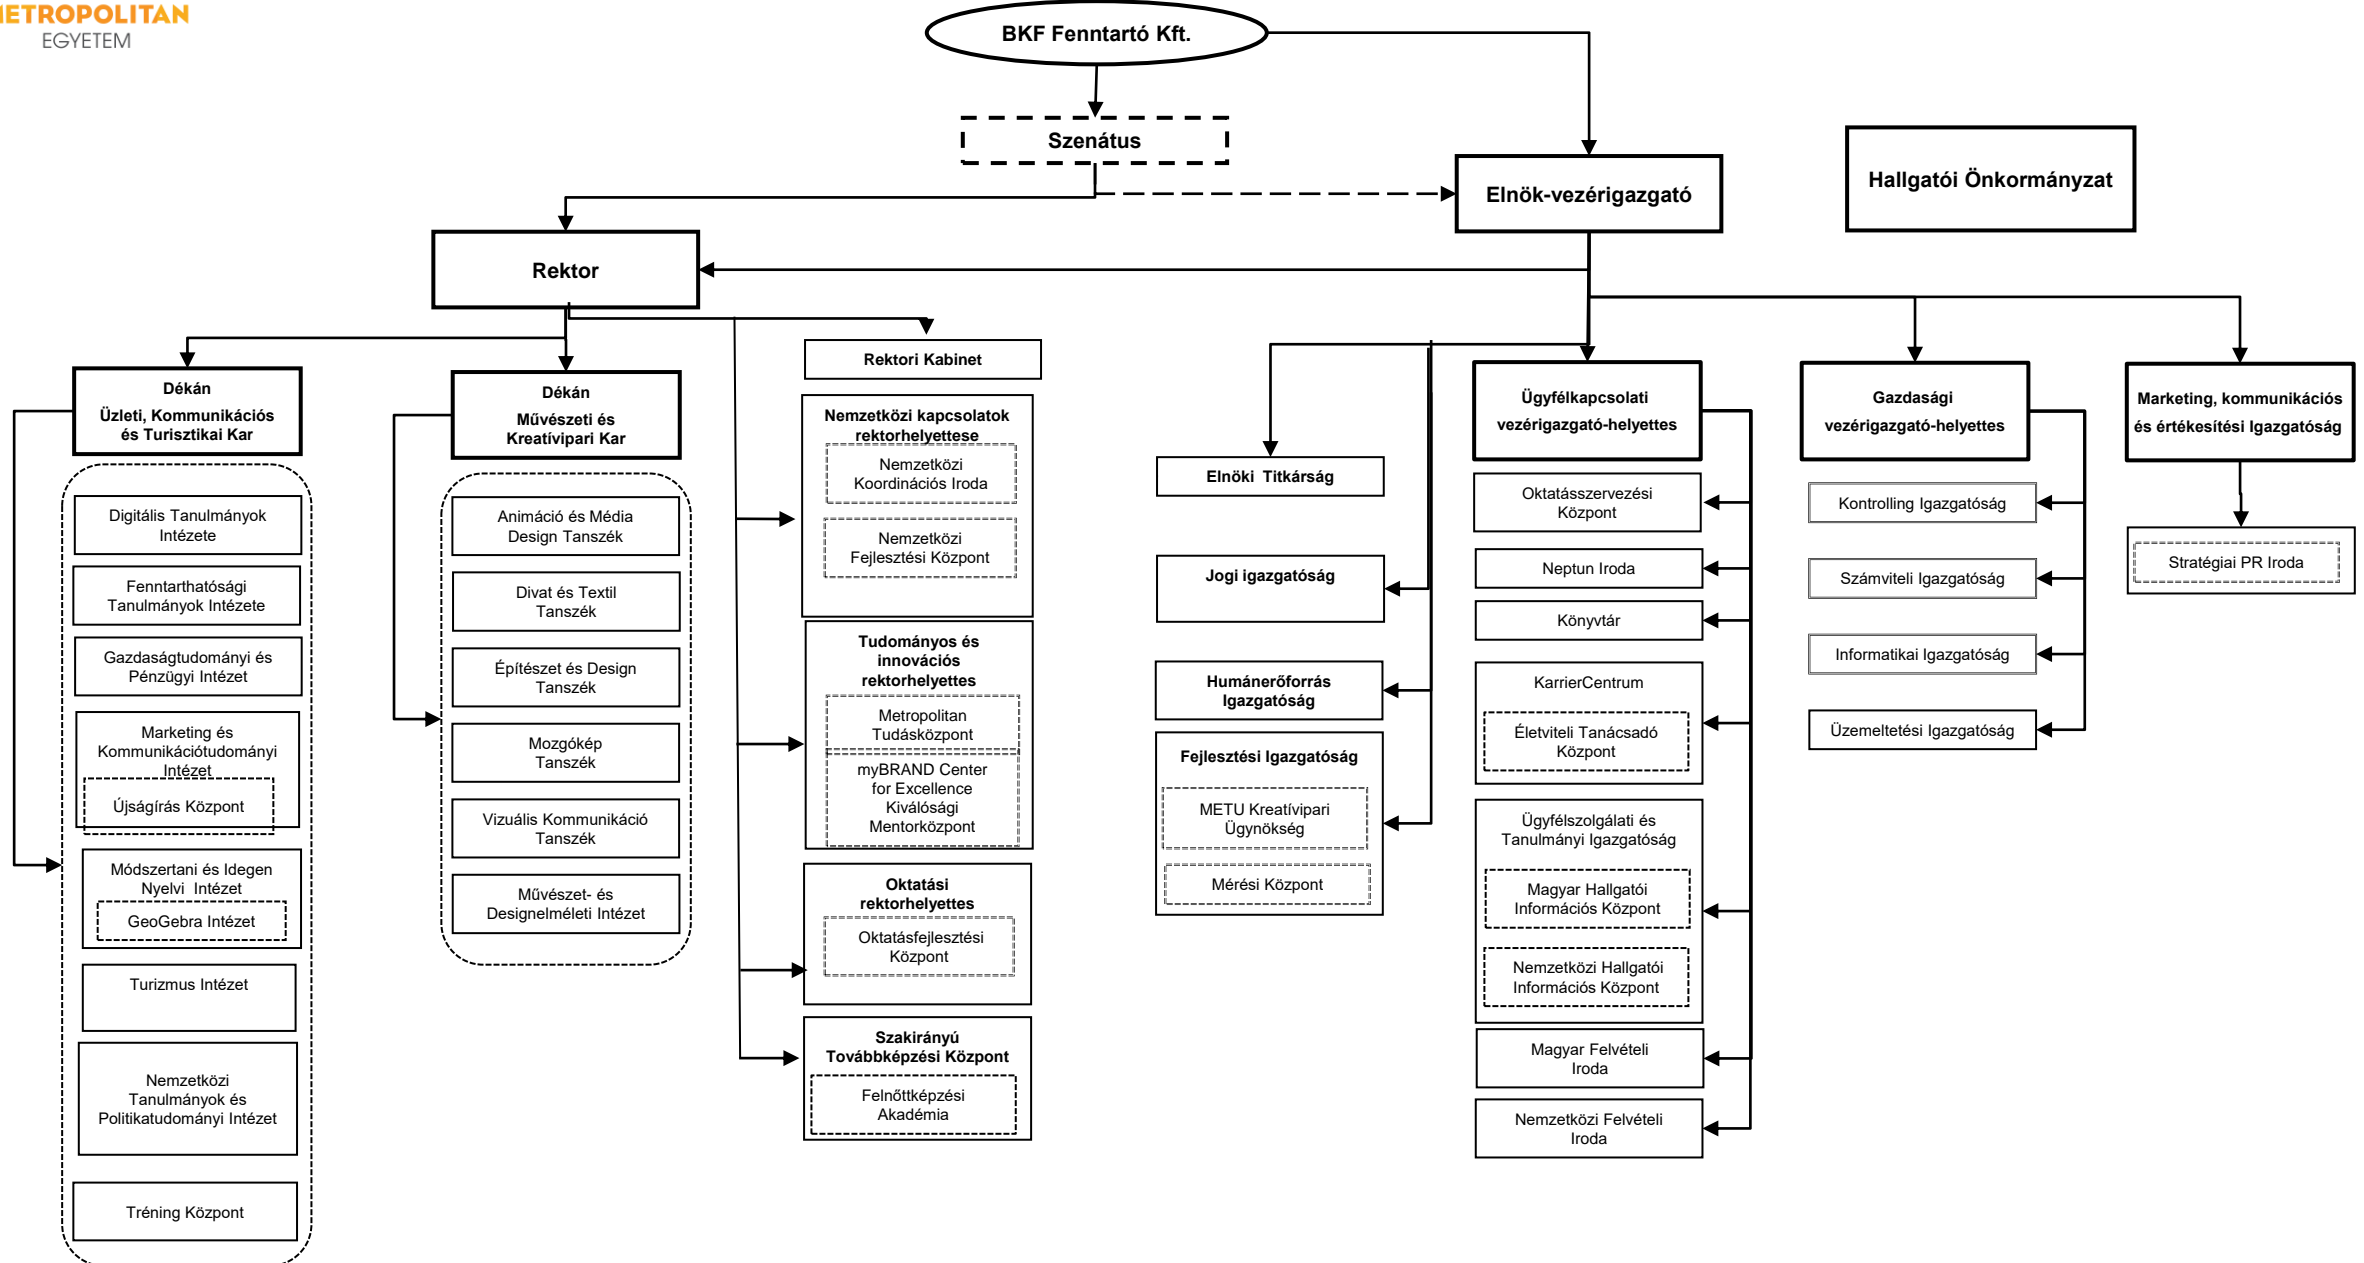 METROPOLITAN
EGYETEM
BKF Fenntartó Kft.
Szenátus
Elnök-vezérigazgató
Hallgatói Önkormányzat
Rektor
Dékán
Üzleti, Kommunikációs
és Turisztikai Kar
Digitális Tanulmányok
Intézete
Fenntarthatósági
Tanulmányok Intézete
Gazdaságtudományi és
Pénzügyi Intézet
Marketing és
Kommunikációtudományi
Intézet
Újságírás Központ
Módszertani és Idegen
Nyelvi Intézet
GeoGebra Intézet
Turizmus Intézet
Nemzetközi
Tanulmányok és
Politikatudományi Intézet
Tréning Központ
Dékán
Művészeti és
Kreatívipari Kar
Animáció és Média
Design Tanszék
Divat és Textil
Tanszék
Építészet és Design
Tanszék
Mozgókép
Tanszék
Vizuális Kommunikáció
Tanszék
Művészet- és
Designelméleti Intézet
Rektori Kabinet
Nemzetközi kapcsolatok
rektorhelyettese
Nemzetközi
Koordinációs Iroda
Nemzetközi
Fejlesztési Központ
Tudományos és
innovációs
rektorhelyettes
Metropolitan
Tudásközpont
myBRAND Center
for Excellence
Kiválósági
Mentorközpont
Oktatási
rektorhelyettes
Oktatásfejlesztési
Központ
Szakirányú
Továbbképzési Központ
Felnőttképzési
Akadémia
Elnöki Titkárság
Jogi igazgatóság
Humánerőforrás
Igazgatóság
Fejlesztési Igazgatóság
METU Kreatívipari
Ügynökség
Mérési Központ
Ügyfélkapcsolati
vezérigazgató-helyettes
Oktatásszervezési
Központ
Neptun Iroda
Könyvtár
KarrierCentrum
Életviteli Tanácsadó
Központ
Ügyfélszolgálati és
Tanulmányi Igazgatóság
Magyar Hallgatói
Információs Központ
Nemzetközi Hallgatói
Információs Központ
Magyar Felvételi
Iroda
Nemzetközi Felvételi
Iroda
Gazdasági
vezérigazgató-helyettes
Kontrolling Igazgatóság
Számviteli Igazgatóság
Informatikai Igazgatóság
Üzemeltetési Igazgatóság
Marketing, kommunikációs
és értékesítési Igazgatóság
Stratégiai PR Iroda